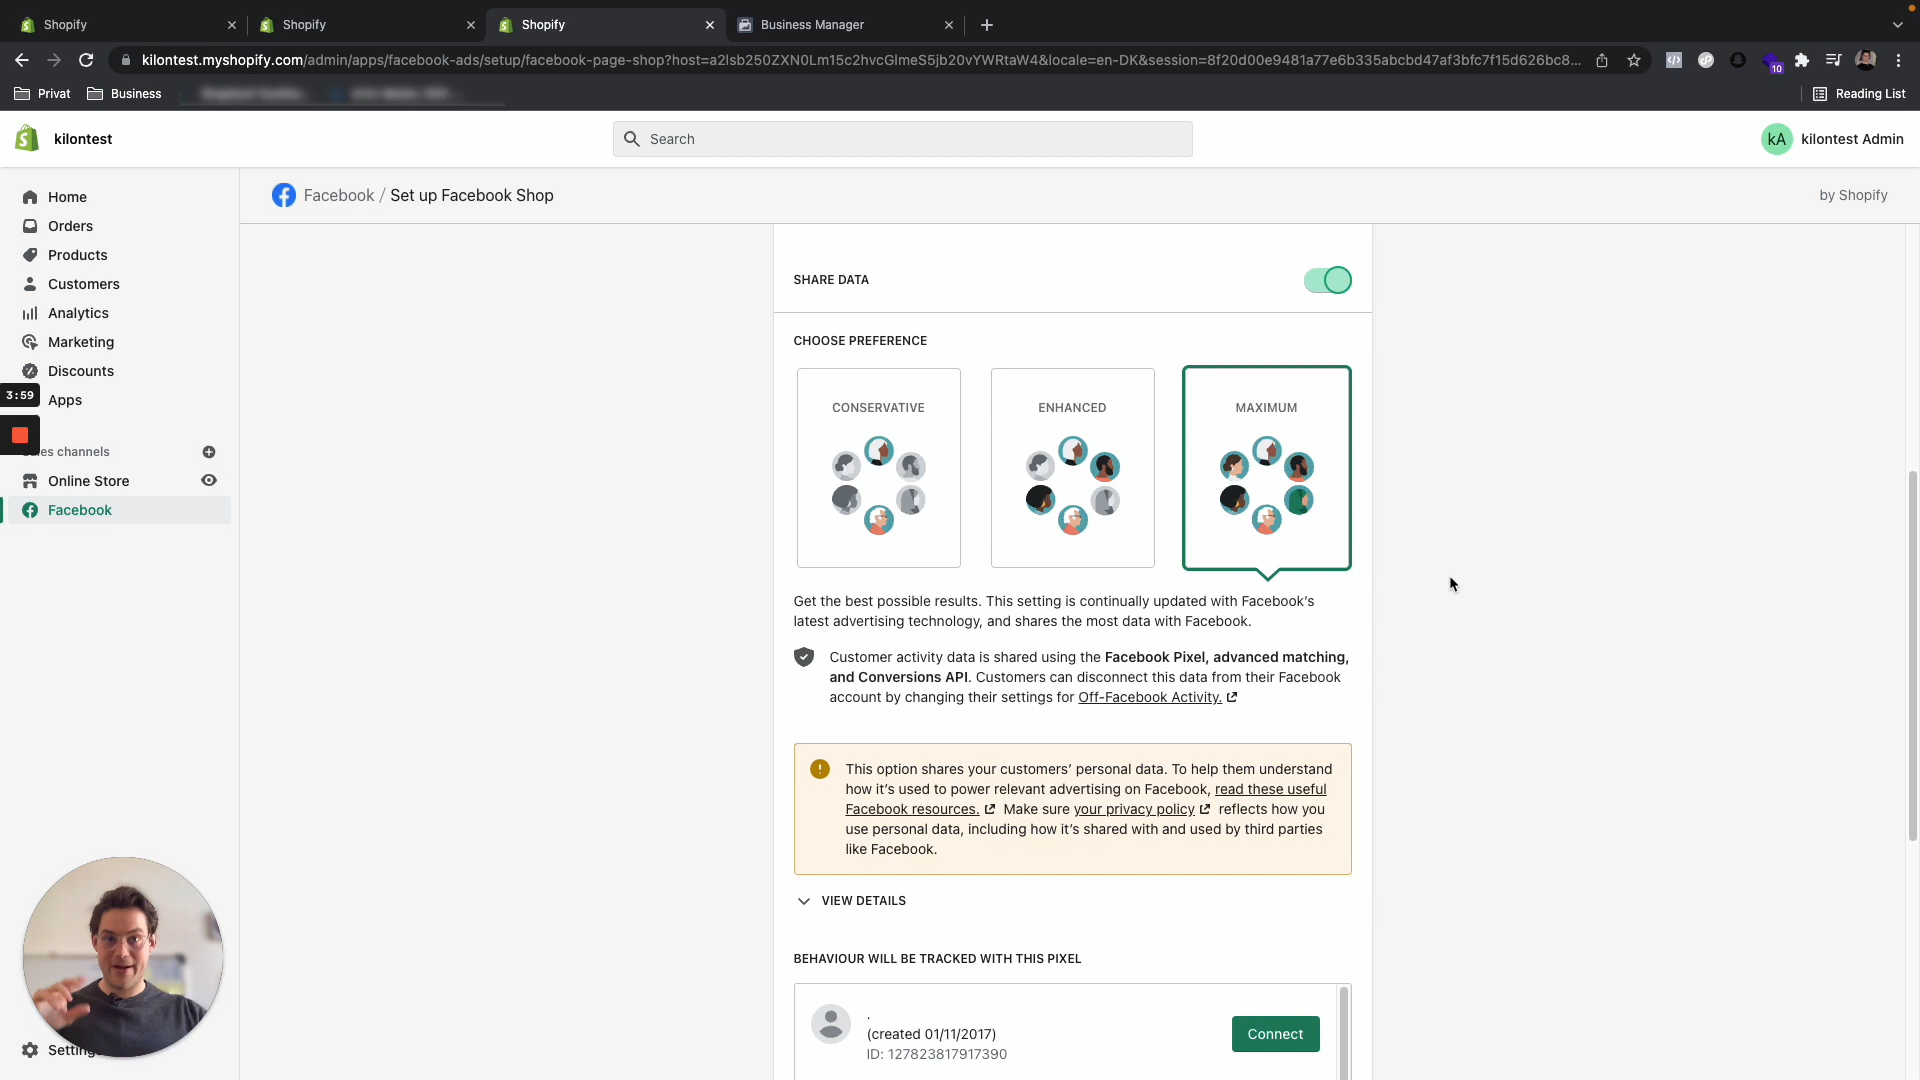 Shopify
Shopify
Shopify
Business Manager
kilontest.myshopify.com/admin/apps/facebook-ads/setup/facebook-page-shop?host=a2lsb250ZXN0Lm15c2hvcGlmeS5jb20vYWRtaW4&locale=en-DK&session=8f20d00e9481a77e6b335abcbd47af3bfc7f15d626bc8...
10
Privat
Business
Reading List
kilontest
Search
kA
kilontest Admin
Facebook / Set up Facebook Shop
by Shopify
Home
Orders
Products
Customers
Analytics
Marketing
Discounts
3:59
Apps
channels
Online Store
Facebook
SHARE DATA
CHOOSE PREFERENCE
CONSERVATIVE
ENHANCED
MAXIMUM
Get the best possible results. This setting is continually updated with Facebook's
latest advertising technology, and shares the most data with Facebook.
Customer activity data is shared using the Facebook Pixel, advanced matching,
and Conversions API. Customers can disconnect this data from their Facebook
account by changing their settings for Off-Facebook Activity.
This option shares your customers' personal data. To help them understand
how it's used to power relevant advertising on Facebook, read these useful
Facebook resources. Make sure your privacy policy reflects how you
use personal data, including how it's shared with and used by third parties
like Facebook.
VIEW DETAILS
BEHAVIOUR WILL BE TRACKED WITH THIS PIXEL
.
(created 01/11/2017)
ID: 127823817917390
Connect